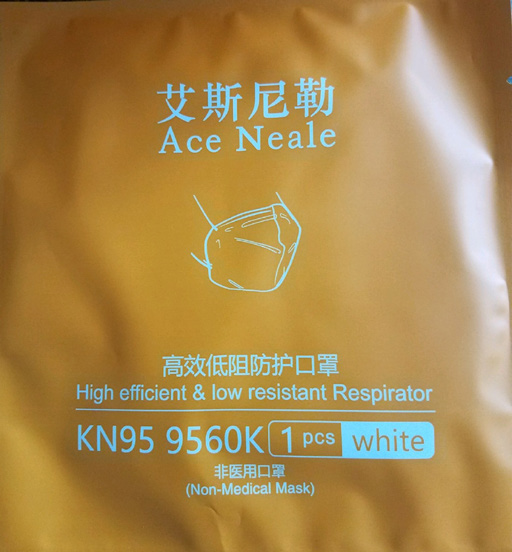 艾斯尼勒
Ace Neale
高效低阻防护口罩
High efficient & low resistant Respirator
KN95 9560K 1 pcs white
非医用口罩
(Non-Medical Mask)